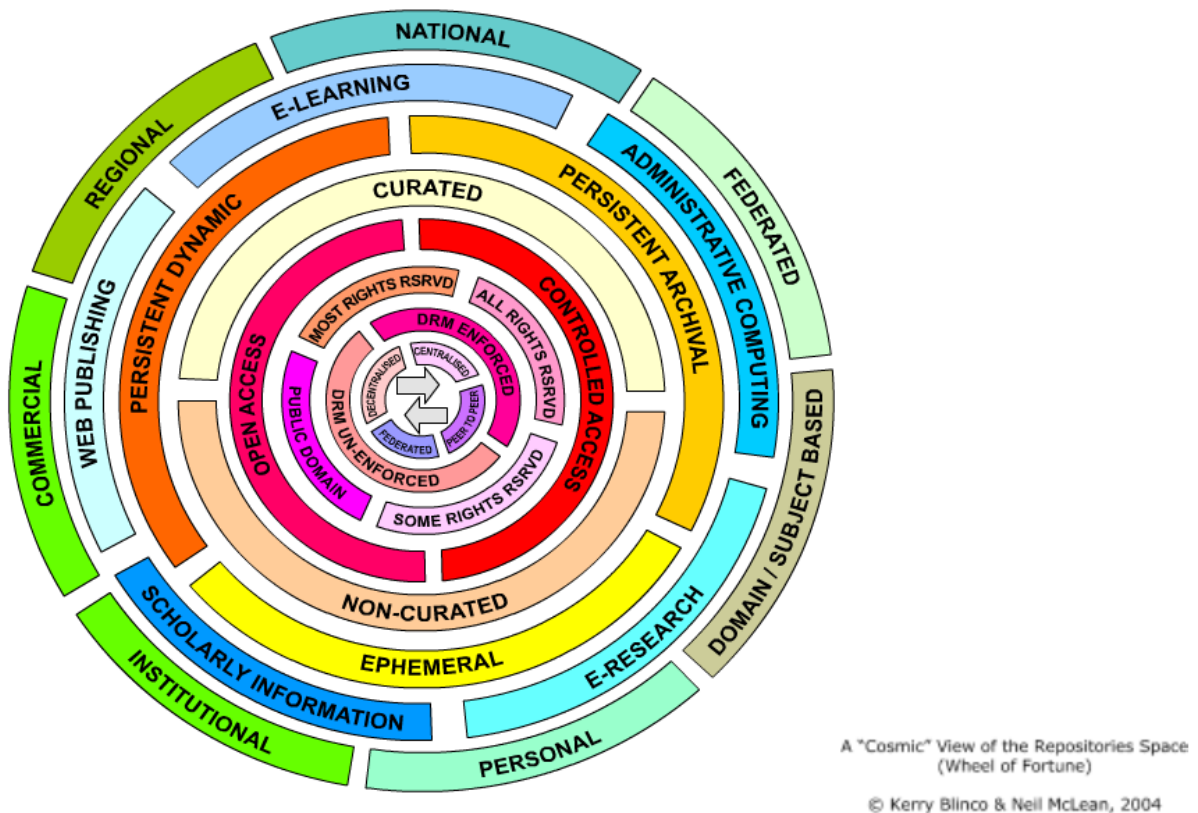 NATIONAL
FEDERATED
DOMAIN / SUBJECT BASED
PERSONAL
INSTITUTIONAL
COMMERCIAL
REGIONAL
E-LEARNING
ADMINISTRATIVE COMPUTING
E-RESEARCH
SCHOLARLY INFORMATION
WEB PUBLISHING
PERSISTENT DYNAMIC
PERSISTENT ARCHIVAL
EPHEMERAL
CURATED
NON-CURATED
OPEN ACCESS
CONTROLLED ACCESS
MOST RIGHTS RSRVD
ALL RIGHTS RSRVD
SOME RIGHTS RSRVD
PUBLIC DOMAIN
DRM ENFORCED
DRM UN-ENFORCED
CENTRALISED
PEER TO PEER
FEDERATED
DECENTRALISED
A "Cosmic" View of the Repositories Space
(Wheel of Fortune)
© Kerry Blinco & Neil McLean, 2004